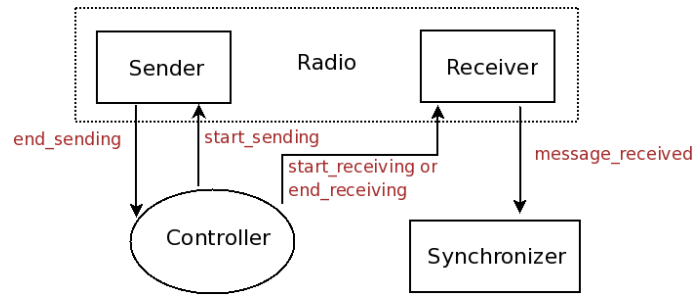 Sender
Radio
Receiver
end_sending
start_sending
start_receiving or
end_receiving
message_received
Controller
Synchronizer